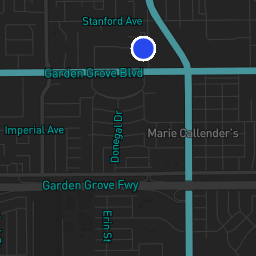 Stanford Ave
Garden Grove Blvd
Imperial Ave
Donegal Dr
Marie Callender's
Garden Grove Fwy
Erin St